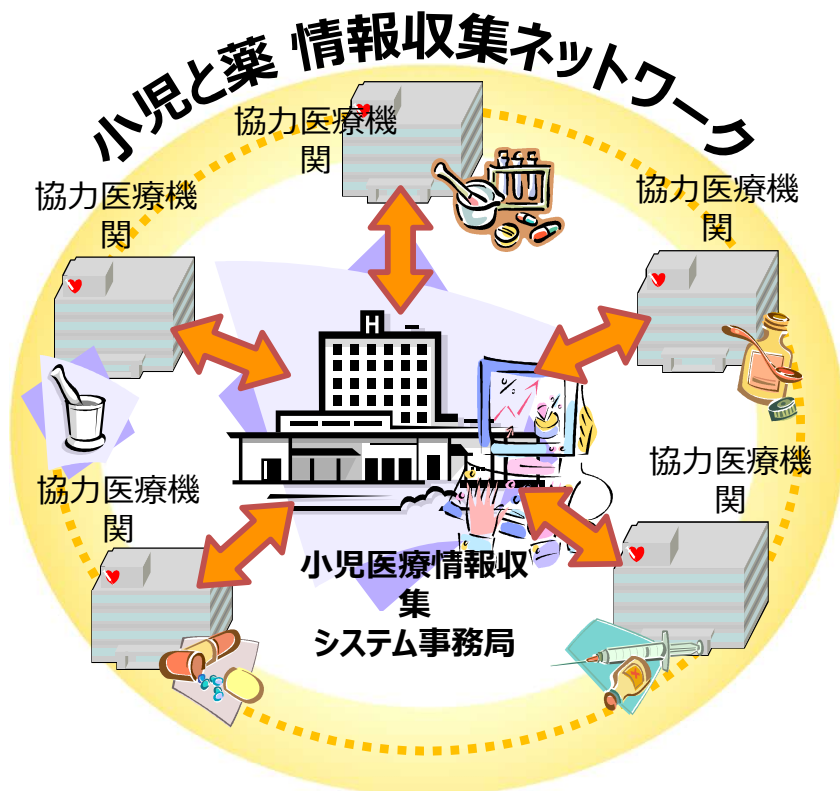 小児と薬 情報収集ネットワーク
協力医療機
関
協力医療機
関
協力医療機
関
H
協力医療機
関
協力医療機
関
小児医療情報収
集
システム事務局